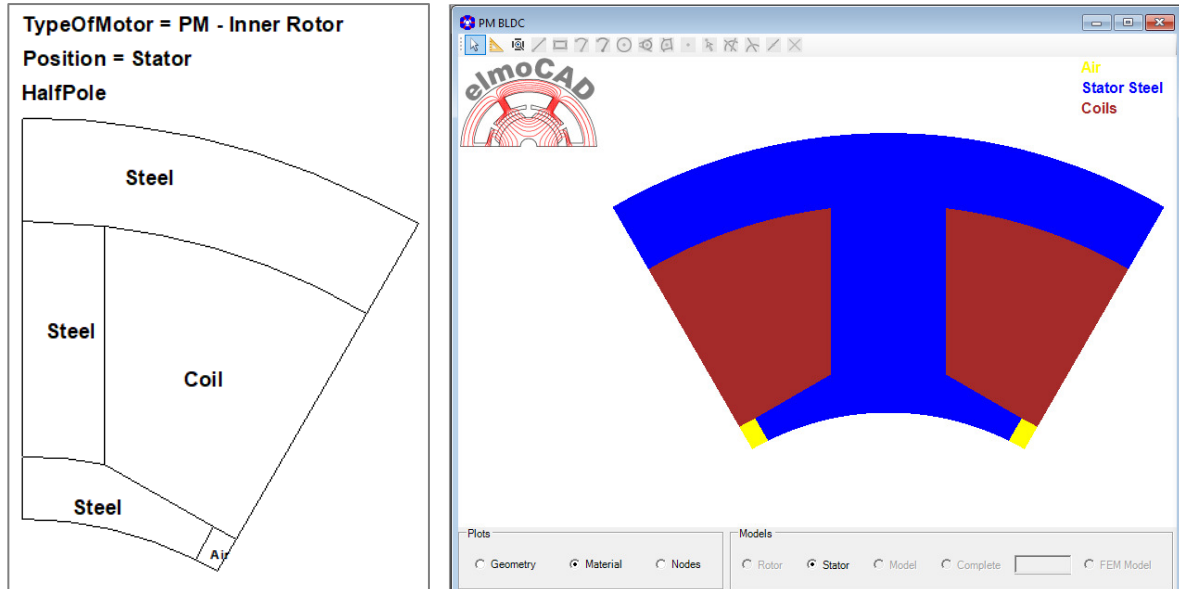 TypeOfMotor = PM - Inner Rotor
Position = Stator
HalfPole
Steel
Steel
Coil
Steel
Air
PM BLDC
elmoCAD
Air
Stator Steel
Coils
Plots
Geometry
Material
Nodes
Models
Rotor
Stator
Model
Complete
FEM Model